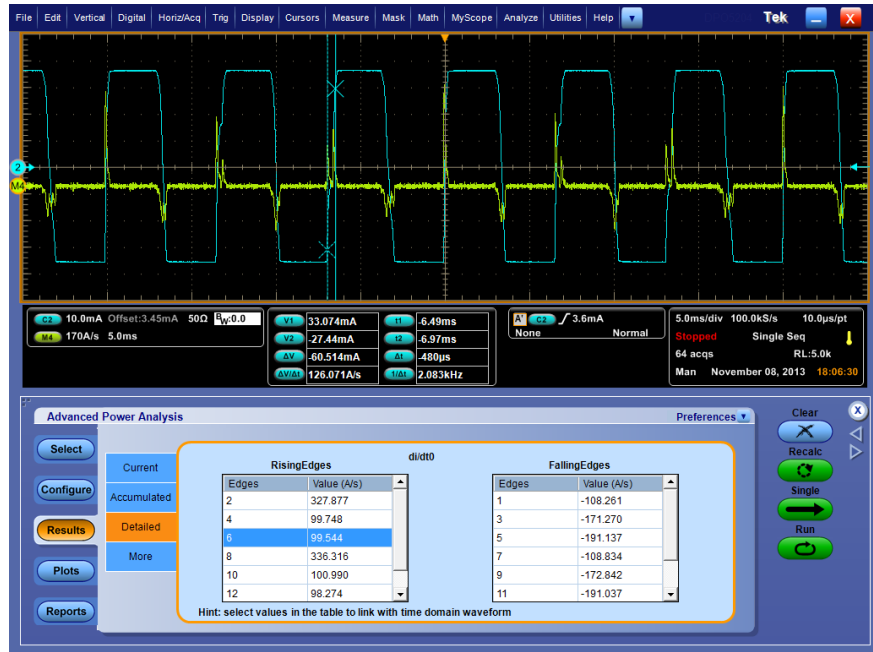 File Edit Vertical Digital Horiz/Acq Trig Display Cursors Measure Mask Math MyScope Analyze Utilities Help Tek X
2
M4
C2 10.0mA Offset:3.45mA 50Ω BW:0.0
M4 170A/s 5.0ms
V1 33.074mA t1 -6.49ms
V2 -27.44mA t2 -6.97ms
ΔV -60.514mA Δt -480µs
ΔV/Δt 126.071A/s 1/Δt 2.083kHz
A' C2 3.6mA
None Normal
5.0ms/div 100.0kS/s 10.0µs/pt
Stopped Single Seq
64 acqs RL:5.0k
Man November 08, 2013 18:06:30
Advanced Power Analysis Preferences
Select
Configure
Results
Plots
Reports
Current
Accumulated
Detailed
More
di/dt0
RisingEdges
Edges Value (A/s)
2 327.877
4 99.748
6 99.544
8 336.316
10 100.990
12 98.274
FallingEdges
Edges Value (A/s)
1 -108.261
3 -171.270
5 -191.137
7 -108.834
9 -172.842
11 -191.037
Hint: select values in the table to link with time domain waveform
Clear X
Recalc
Single
Run